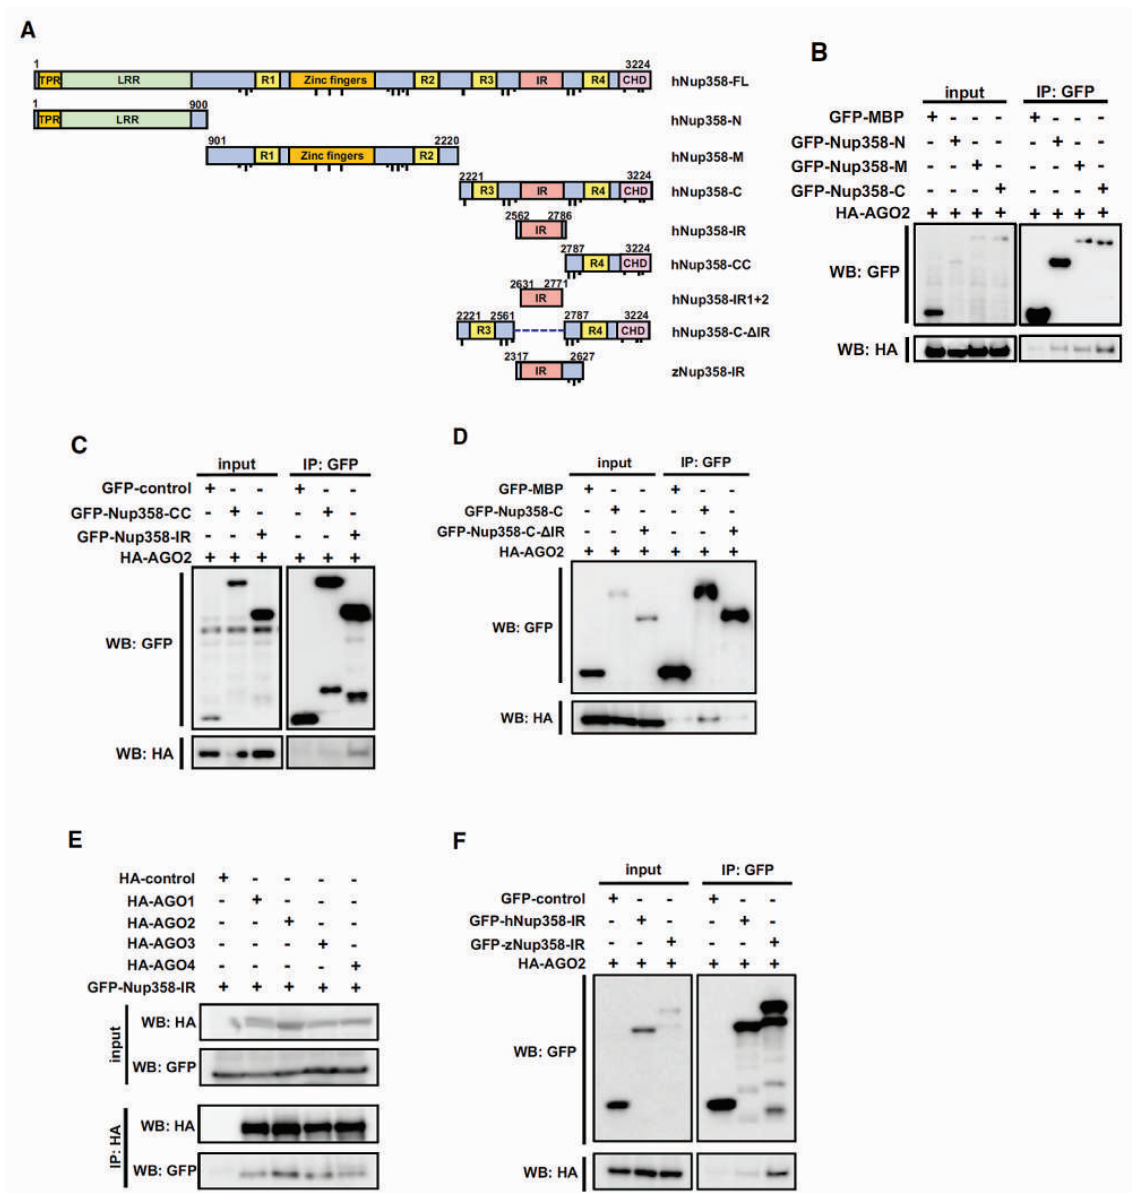 A
1 3224
TPR LRR R1 Zinc fingers R2 R3 IR R4 CHD hNup358-FL
1 900
TPR LRR hNup358-N
901 2220
R1 Zinc fingers R2 hNup358-M
2221 3224
R3 IR R4 CHD hNup358-C
2562 2786
IR hNup358-IR
2787 3224
R4 CHD hNup358-CC
2631 2771
IR hNup358-IR1+2
2221 2561 2787 3224
R3 R4 CHD hNup358-C-ΔIR
2317 2627
IR zNup358-IR
B
input IP: GFP
GFP-MBP + - - - + - - -
GFP-Nup358-N - + - - - + - -
GFP-Nup358-M - - + - - - + -
GFP-Nup358-C - - - + - - - +
HA-AGO2 + + + + + + + +
WB: GFP
WB: HA
C
input IP: GFP
GFP-control + - - + - -
GFP-Nup358-CC - + - - + -
GFP-Nup358-IR - - + - - +
HA-AGO2 + + + + + +
WB: GFP
WB: HA
D
input IP: GFP
GFP-MBP + - - + - -
GFP-Nup358-C - + - - + -
GFP-Nup358-C-ΔIR - - + - - +
HA-AGO2 + + + + + +
WB: GFP
WB: HA
E
HA-control + - - - -
HA-AGO1 - + - - -
HA-AGO2 - - + - -
HA-AGO3 - - - + -
HA-AGO4 - - - - +
GFP-Nup358-IR + + + + +
input
WB: HA
WB: GFP
IP: HA
WB: HA
WB: GFP
F
input IP: GFP
GFP-control + - - + - -
GFP-hNup358-IR - + - - + -
GFP-zNup358-IR - - + - - +
HA-AGO2 + + + + + +
WB: GFP
WB: HA